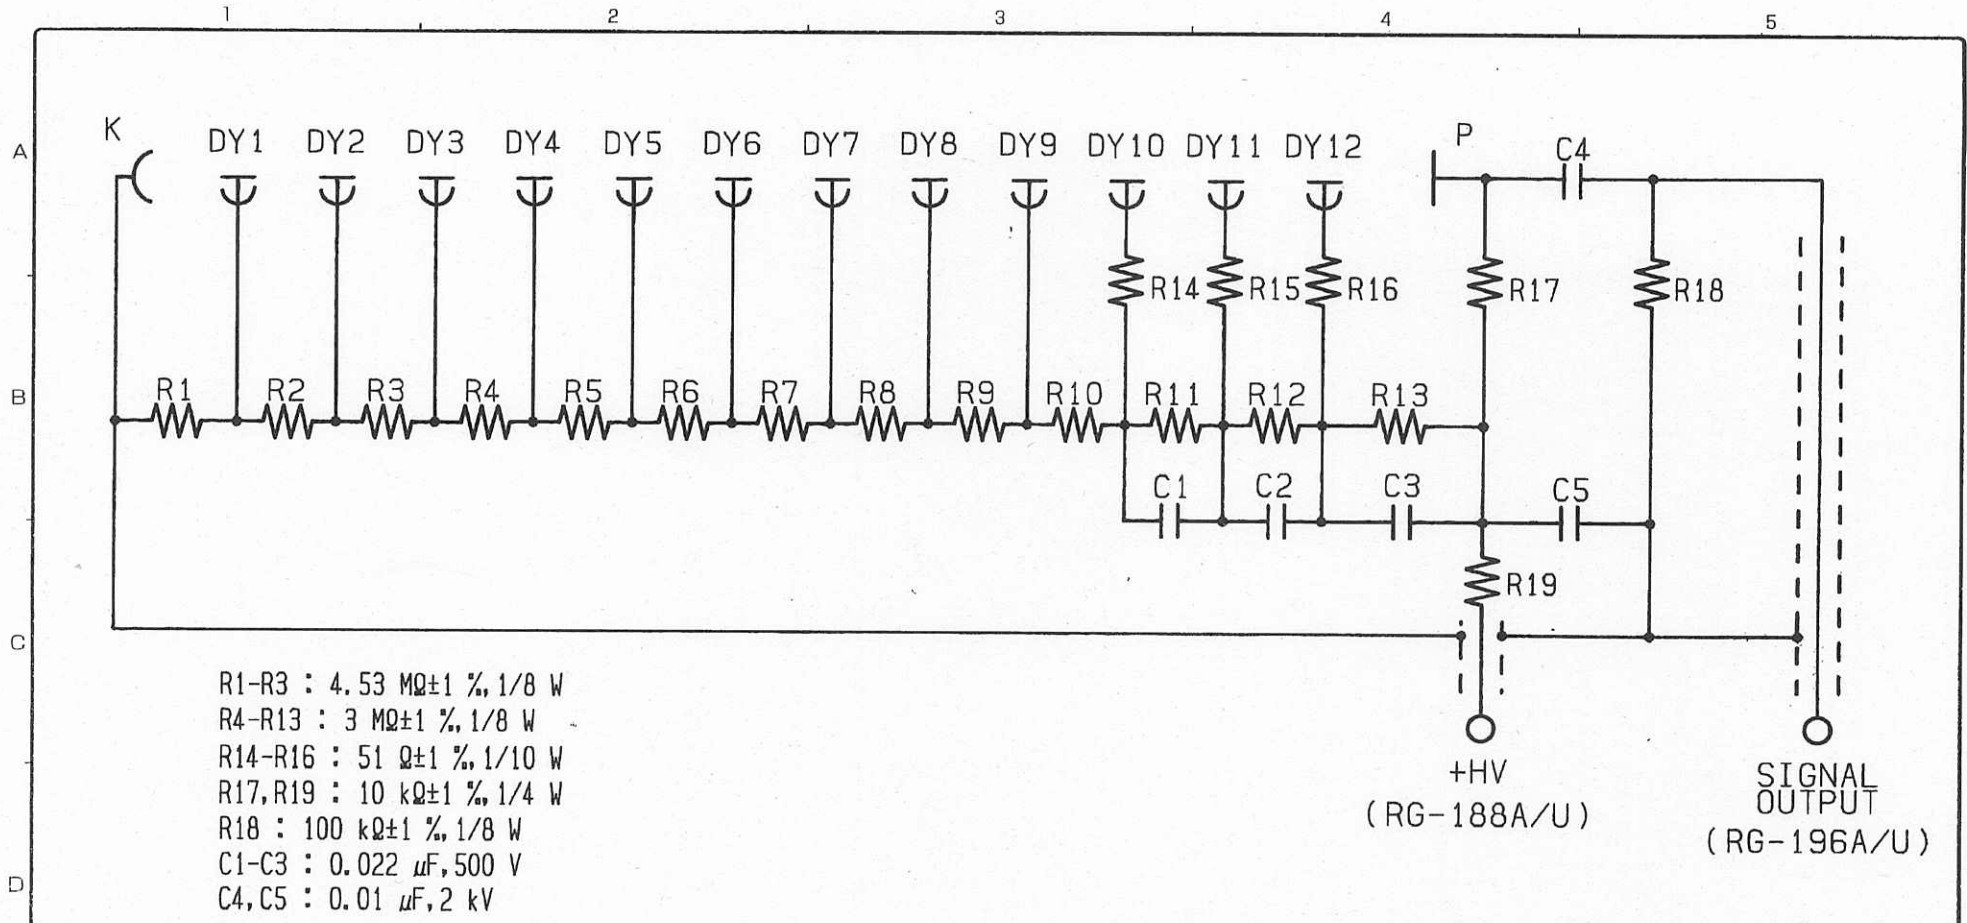 1 2 3 4 5
A
K DY1 DY2 DY3 DY4 DY5 DY6 DY7 DY8 DY9 DY10 DY11 DY12 P C4
R14 R15 R16 R17 R18
B
R1 R2 R3 R4 R5 R6 R7 R8 R9 R10 R11 R12 R13
C1 C2 C3 C5
R19
C
R1-R3 : 4.53 MΩ±1 %, 1/8 W
R4-R13 : 3 MΩ±1 %, 1/8 W
R14-R16 : 51 Ω±1 %, 1/10 W
R17, R19 : 10 kΩ±1 %, 1/4 W
R18 : 100 kΩ±1 %, 1/8 W
C1-C3 : 0.022 µF, 500 V
C4, C5 : 0.01 µF, 2 kV
+HV
(RG-188A/U)
SIGNAL
OUTPUT
(RG-196A/U)
D